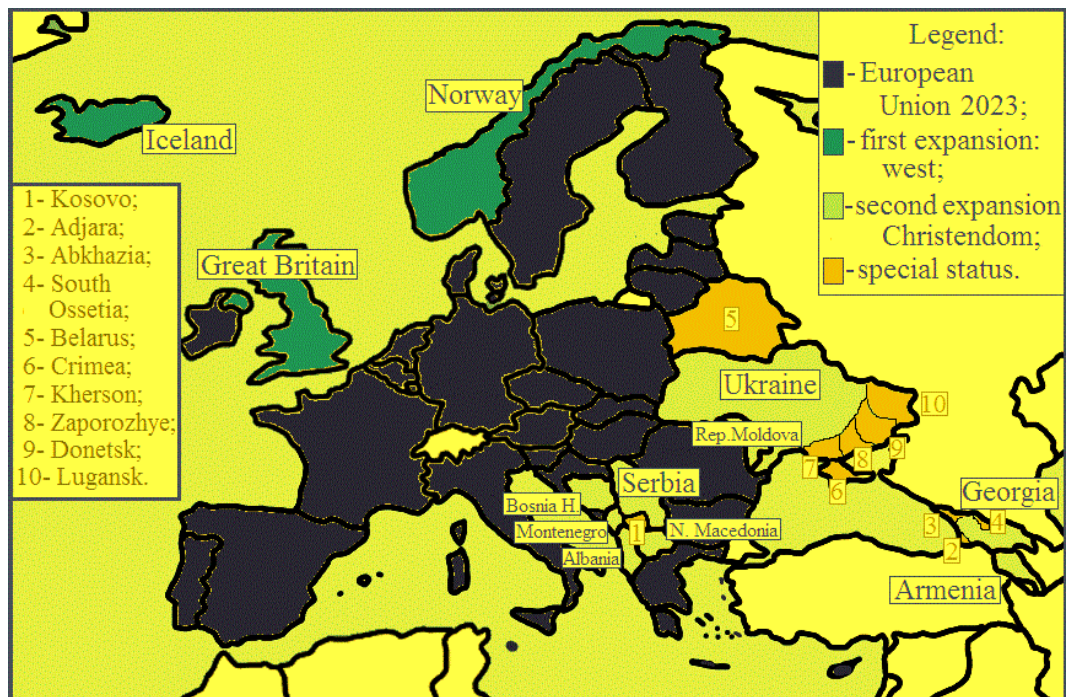 Legend:
- European
Union 2023;
- first expansion:
west;
-second expansion
Christendom;
- special status.
Norway
Iceland
1- Kosovo;
2- Adjara;
3- Abkhazia;
4- South
Ossetia;
5- Belarus;
6- Crimea;
7- Kherson;
8- Zaporozhye;
9- Donetsk;
10- Lugansk.
Great Britain
5
Ukraine
10
Rep.Moldova
9
8
7
6
Serbia
Georgia
Bosnia H.
Montenegro
1
N. Macedonia
3
4
Albania
2
Armenia